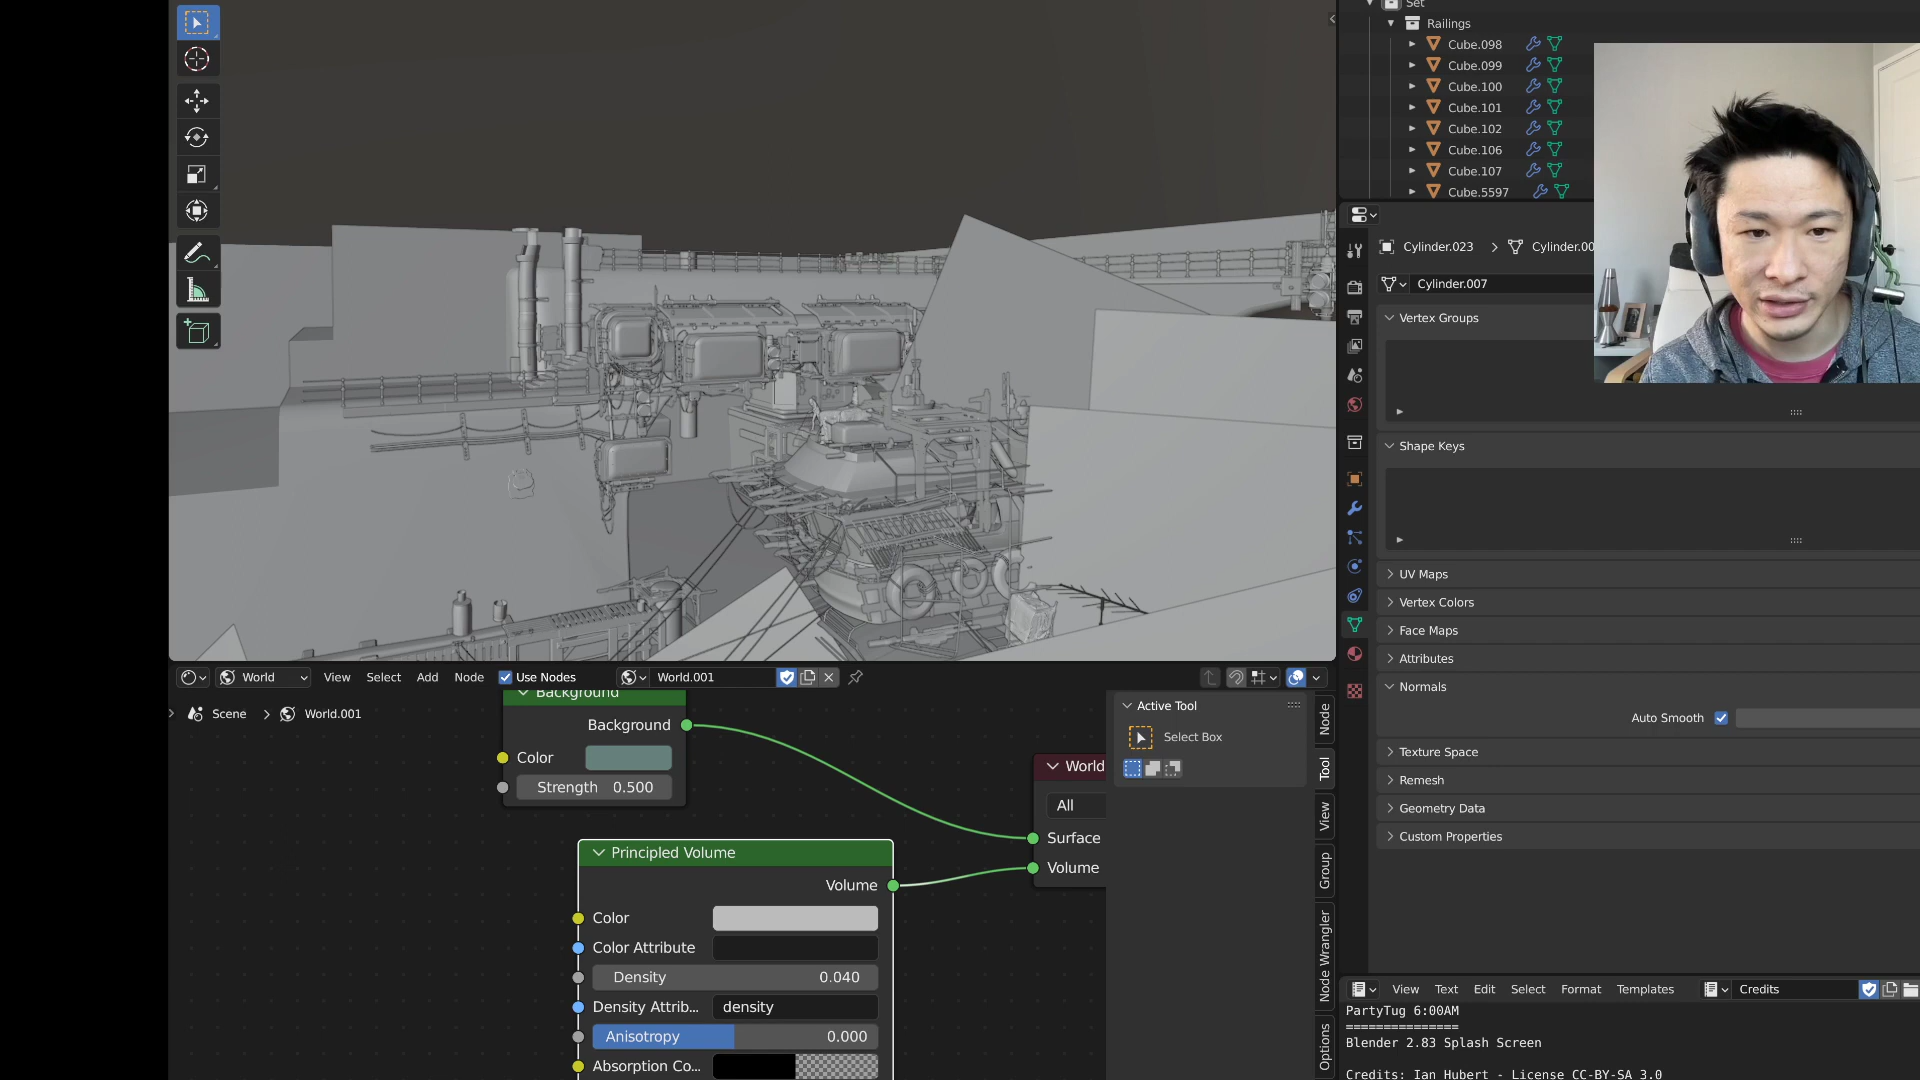 Set
Railings
Cube.098
Cube.099
Cube.100
Cube.101
Cube.102
Cube.106
Cube.107
Cube.5597
Cylinder.023 > Cylinder.00
Cylinder.007
Vertex Groups
Shape Keys
UV Maps
Vertex Colors
Face Maps
Attributes
Normals
Auto Smooth
Texture Space
Remesh
Geometry Data
Custom Properties
World View Select Add Node Use Nodes World.001
Scene > World.001
Background
Background
Color
Strength 0.500
World
All
Surface
Volume
Principled Volume
Volume
Color
Color Attribute
Density 0.040
Density Attrib... density
Anisotropy 0.000
Absorption Co...
Active Tool
Select Box
Node
Tool
View
Group
Node Wrangler
Options
View Text Edit Select Format Templates Credits
PartyTug 6:00AM
===============
Blender 2.83 Splash Screen
Credits: Ian Hubert - License CC-BY-SA 3.0